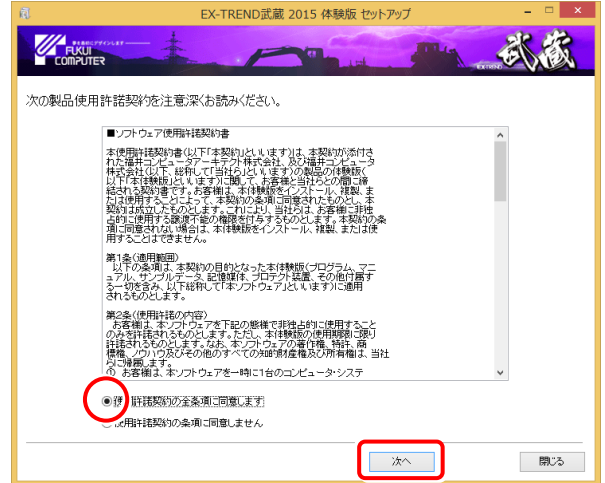 EX-TREND武蔵 2015 体験版 セットアップ
FUKUI
COMPUTER
EX-TREND
武蔵
次の製品使用許諾契約を注意深くお読みください。
■ソフトウェア使用許諾契約書
本使用許諾契約書(以下「本契約」といいます)は、本契約が添付さ
れた福井コンピュータアーキテクト株式会社、及び福井コンピュータ
株式会社(以下、総称して「当社ら」といいます)の製品の体験版(
以下「本体験版」といいます)に関して、お客様と当社らとの間に締
結される契約書です。お客様は、本体験版をインストール、複製、ま
たは使用することによって、本契約の条項に同意されたものとし、本
契約は成立したものとします。これにより、当社らは、お客様に非独
占的に使用する譲渡不能の権限を付与するものとします。本契約の条
項に同意されない場合は、本体験版をインストール、複製、または使
用することはできません。
第1条(適用範囲)
以下の条項は、本契約の目的となった本体験版(プログラム、マニ
ュアル、サンプルデータ、記憶媒体、プロテクト装置、その他付属す
る一切を含み、以下総称して「本ソフトウェア」といいます)に適用
されるものとします。
第2条(使用許諾の内容)
お客様は、本ソフトウェアを下記の態様で非独占的に使用すること
のみを許諾されるものとします。ただし、本体験版の使用期限に限り
許諾されるものとします。なお、本ソフトウェアの著作権、特許、商
標権、ノウハウ及びその他のすべての知的財産権及び所有権は、当社
らに帰属します。
① お客様は、本ソフトウェアを一時に1台のコンピュータ・システ
使用許諾契約の全条項に同意します
使用許諾契約の条項に同意しません
次へ
閉じる